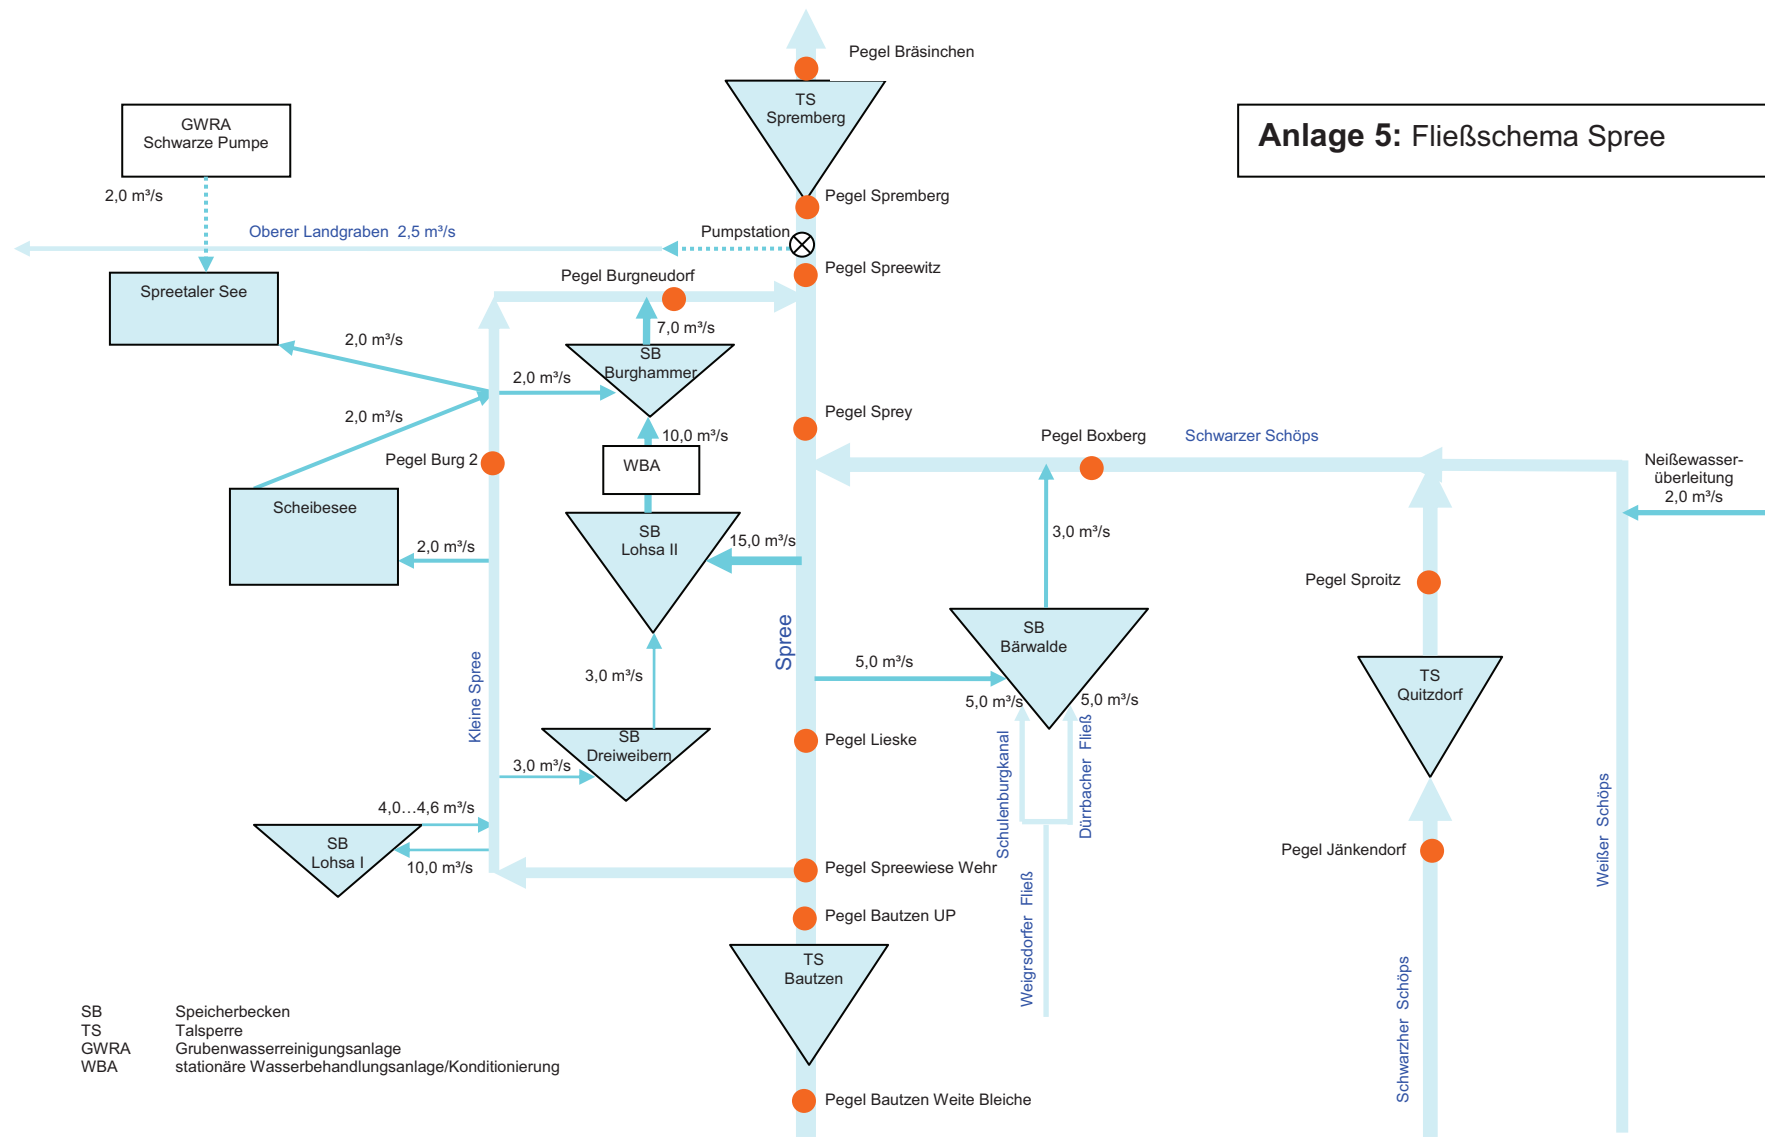 Pegel Bräsinchen
TS
Spremberg
GWRA
Schwarze Pumpe
Anlage 5: Fließschema Spree
2,0 m³/s
Pegel Spremberg
Oberer Landgraben  2,5 m³/s
Pumpstation
Pegel Spreewitz
Pegel Burgneudorf
Spreetaler See
7,0 m³/s
2,0 m³/s
SB
Burghammer
2,0 m³/s
2,0 m³/s
Pegel Sprey
10,0 m³/s
Pegel Boxberg
Schwarzer Schöps
Pegel Burg 2
WBA
Neißewasser-
überleitung
2,0 m³/s
Scheibesee
SB
Lohsa II
15,0 m³/s
2,0 m³/s
3,0 m³/s
Pegel Sproitz
SB
Bärwalde
Spree
5,0 m³/s
3,0 m³/s
5,0 m³/s
5,0 m³/s
TS
Quitzdorf
Kleine Spree
SB
Dreiweibern
3,0 m³/s
Pegel Lieske
Schulenburgkanal
Dürrbacher Fließ
4,0…4,6 m³/s
SB
Lohsa I
10,0 m³/s
Pegel Spreewiese Wehr
Pegel Jänkendorf
Weißer Schöps
Pegel Bautzen UP
Weigrsdorfer Fließ
TS
Bautzen
Schwarzher Schöps
Pegel Bautzen Weite Bleiche
SB Speicherbecken
TS Talsperre
GWRA Grubenwasserreinigungsanlage
WBA stationäre Wasserbehandlungsanlage/Konditionierung